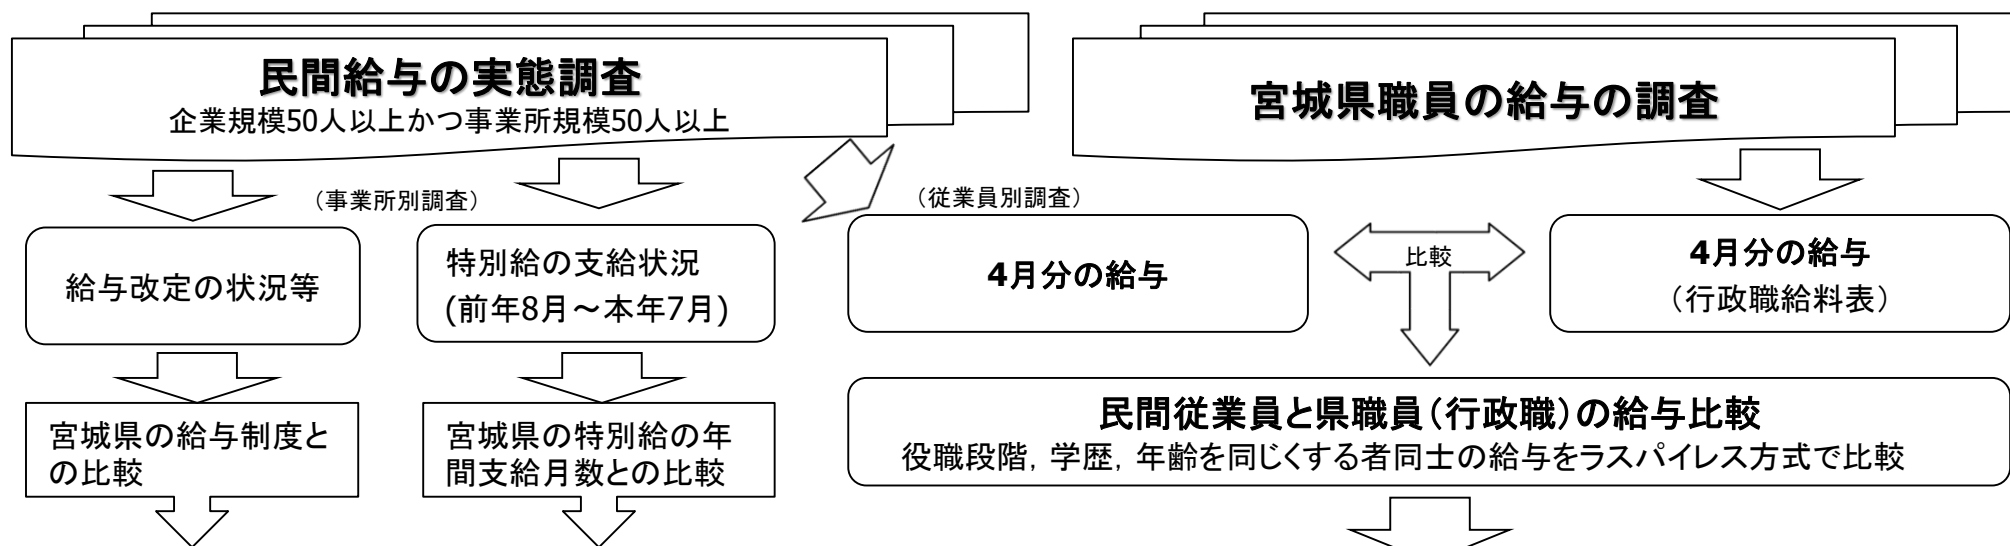 民間給与の実態調査
企業規模50人以上かつ事業所規模50人以上
宮城県職員の給与の調査
（事業所別調査）
（従業員別調査）
給与改定の状況等
特別給の支給状況
(前年8月～本年7月)
4月分の給与
比較
4月分の給与
（行政職給料表）
宮城県の給与制度と
の比較
宮城県の特別給の年
間支給月数との比較
民間従業員と県職員（行政職）の給与比較
役職段階，学歴，年齢を同じくする者同士の給与をラスパイレス方式で比較